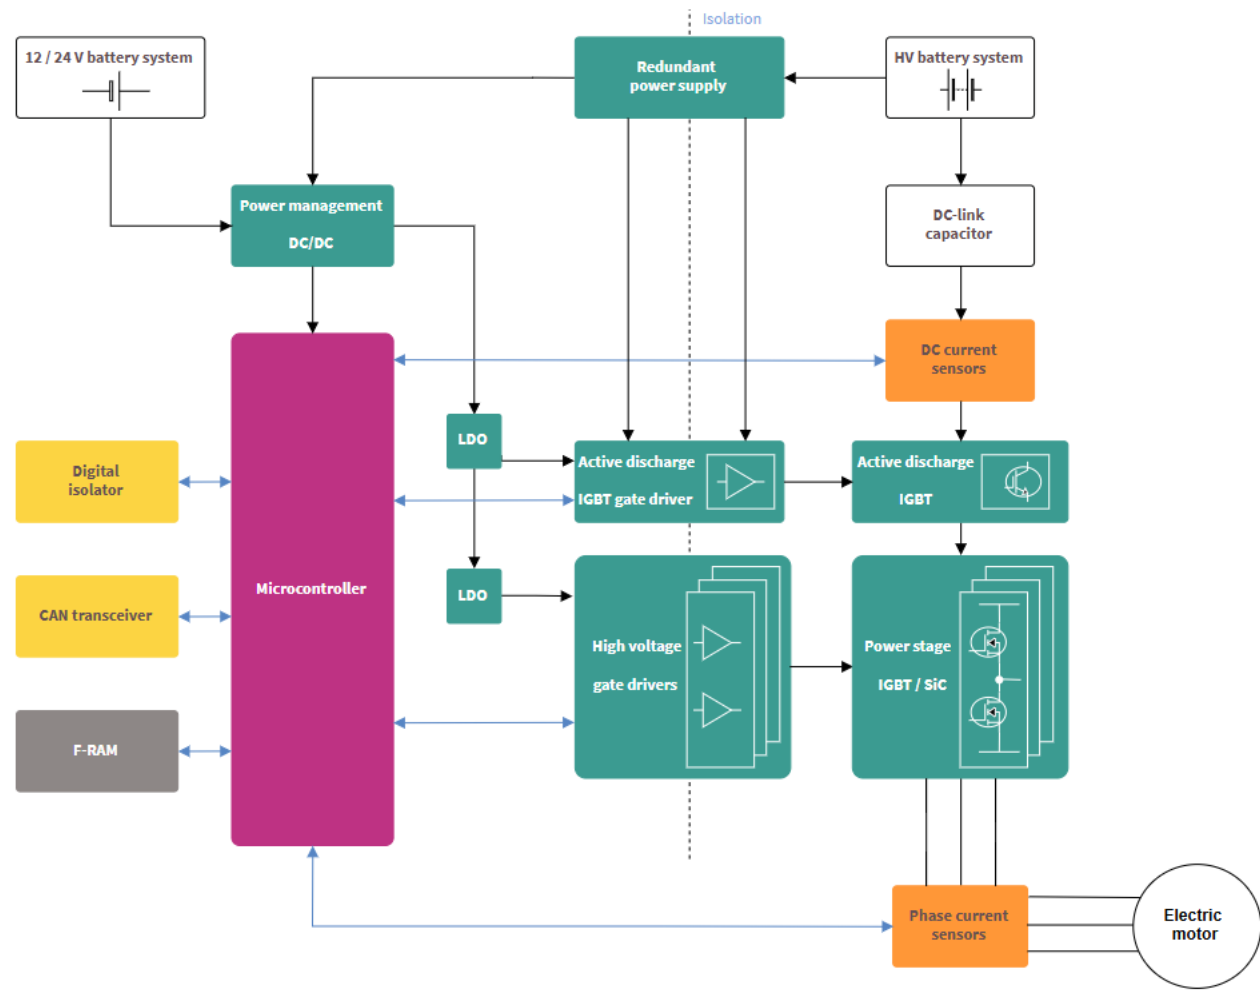 Isolation
12 / 24 V battery system
Redundant
power supply
HV battery system
Power management
DC/DC
DC-link
capacitor
DC current
sensors
LDO
Active discharge
IGBT gate driver
Active discharge
IGBT
Digital
isolator
Microcontroller
CAN transceiver
LDO
High voltage
gate drivers
Power stage
IGBT / SiC
F-RAM
Phase current
sensors
Electric
motor